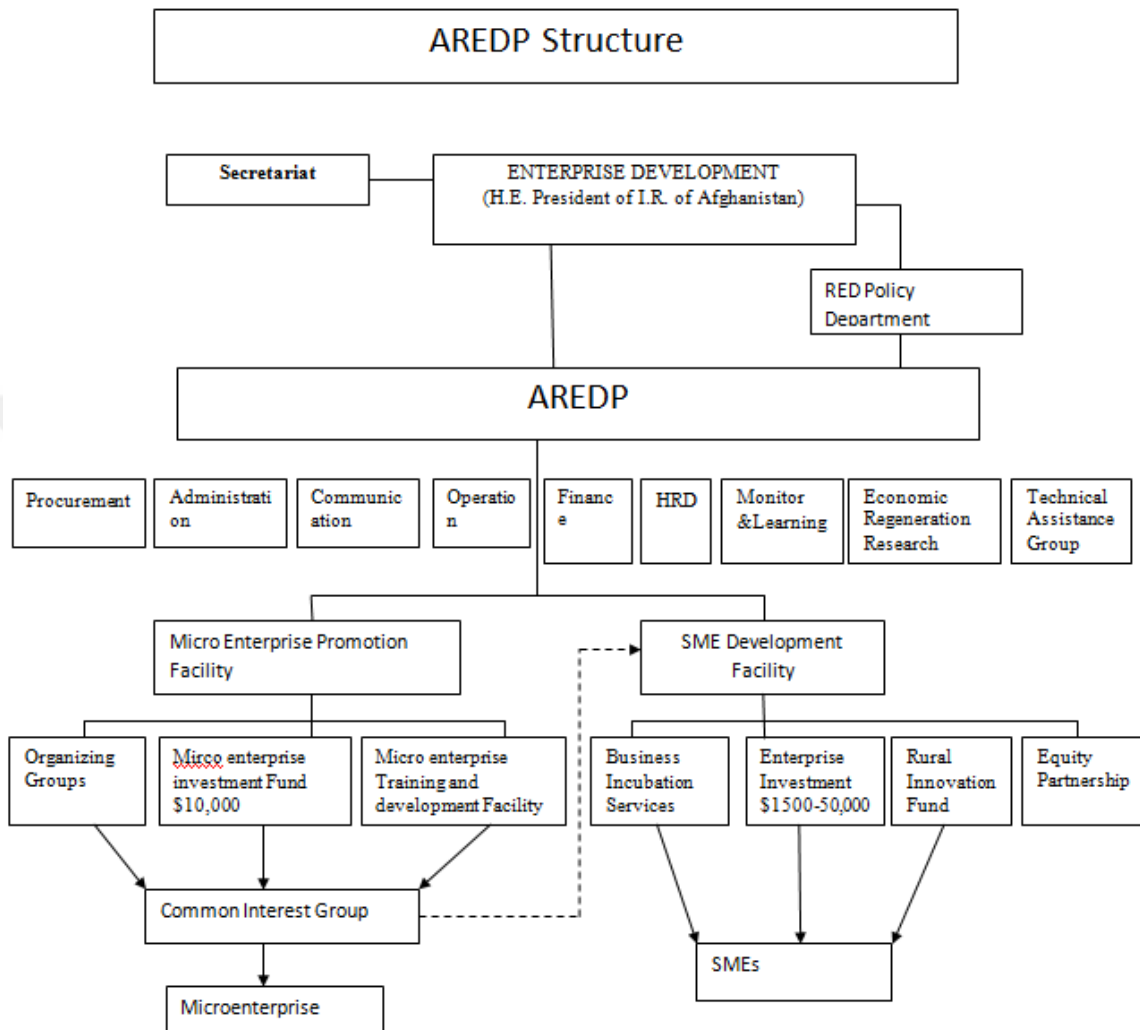 AREDP Structure
Secretariat
ENTERPRISE DEVELOPMENT
(H.E. President of I.R. of Afghanistan)
RED Policy
Department
AREDP
Procurement
Administrati
on
Communic
ation
Operatio
n
Financ
e
HRD
Monitor
&Learning
Economic
Regeneration
Research
Technical
Assistance
Group
Micro Enterprise Promotion
Facility
SME Development
Facility
Organizing
Groups
Mirco enterprise
investment Fund
$10,000
Micro enterprise
Training and
development Facility
Business
Incubation
Services
Enterprise
Investment
$1500-50,000
Rural
Innovation
Fund
Equity
Partnership
Common Interest Group
SMEs
Microenterprise